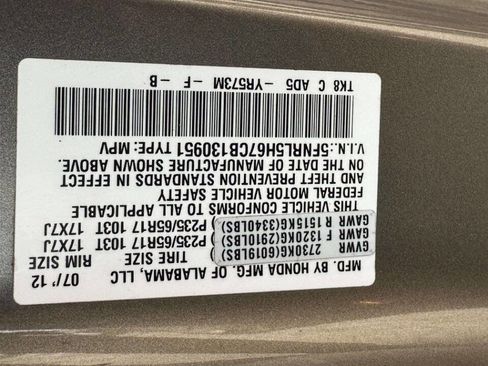 MFD. BY HONDA MFG. OF ALABAMA, LLC 07/'12
GVWR 2730KG(6019LBS) TIRE SIZE RIM SIZE
GAWR F 1320KG(2910LBS) P235/65R17 103T 17X7J
GAWR R 1515KG(3340LBS) P235/65R17 103T 17X7J
THIS VEHICLE CONFORMS TO ALL APPLICABLE
FEDERAL MOTOR VEHICLE SAFETY
AND THEFT PREVENTION STANDARDS IN EFFECT
ON THE DATE OF MANUFACTURE SHOWN ABOVE.
V.I.N.:5FNRL5H67CB130951 TYPE: MPV
TK8 C AD5 -YR573M -F -B